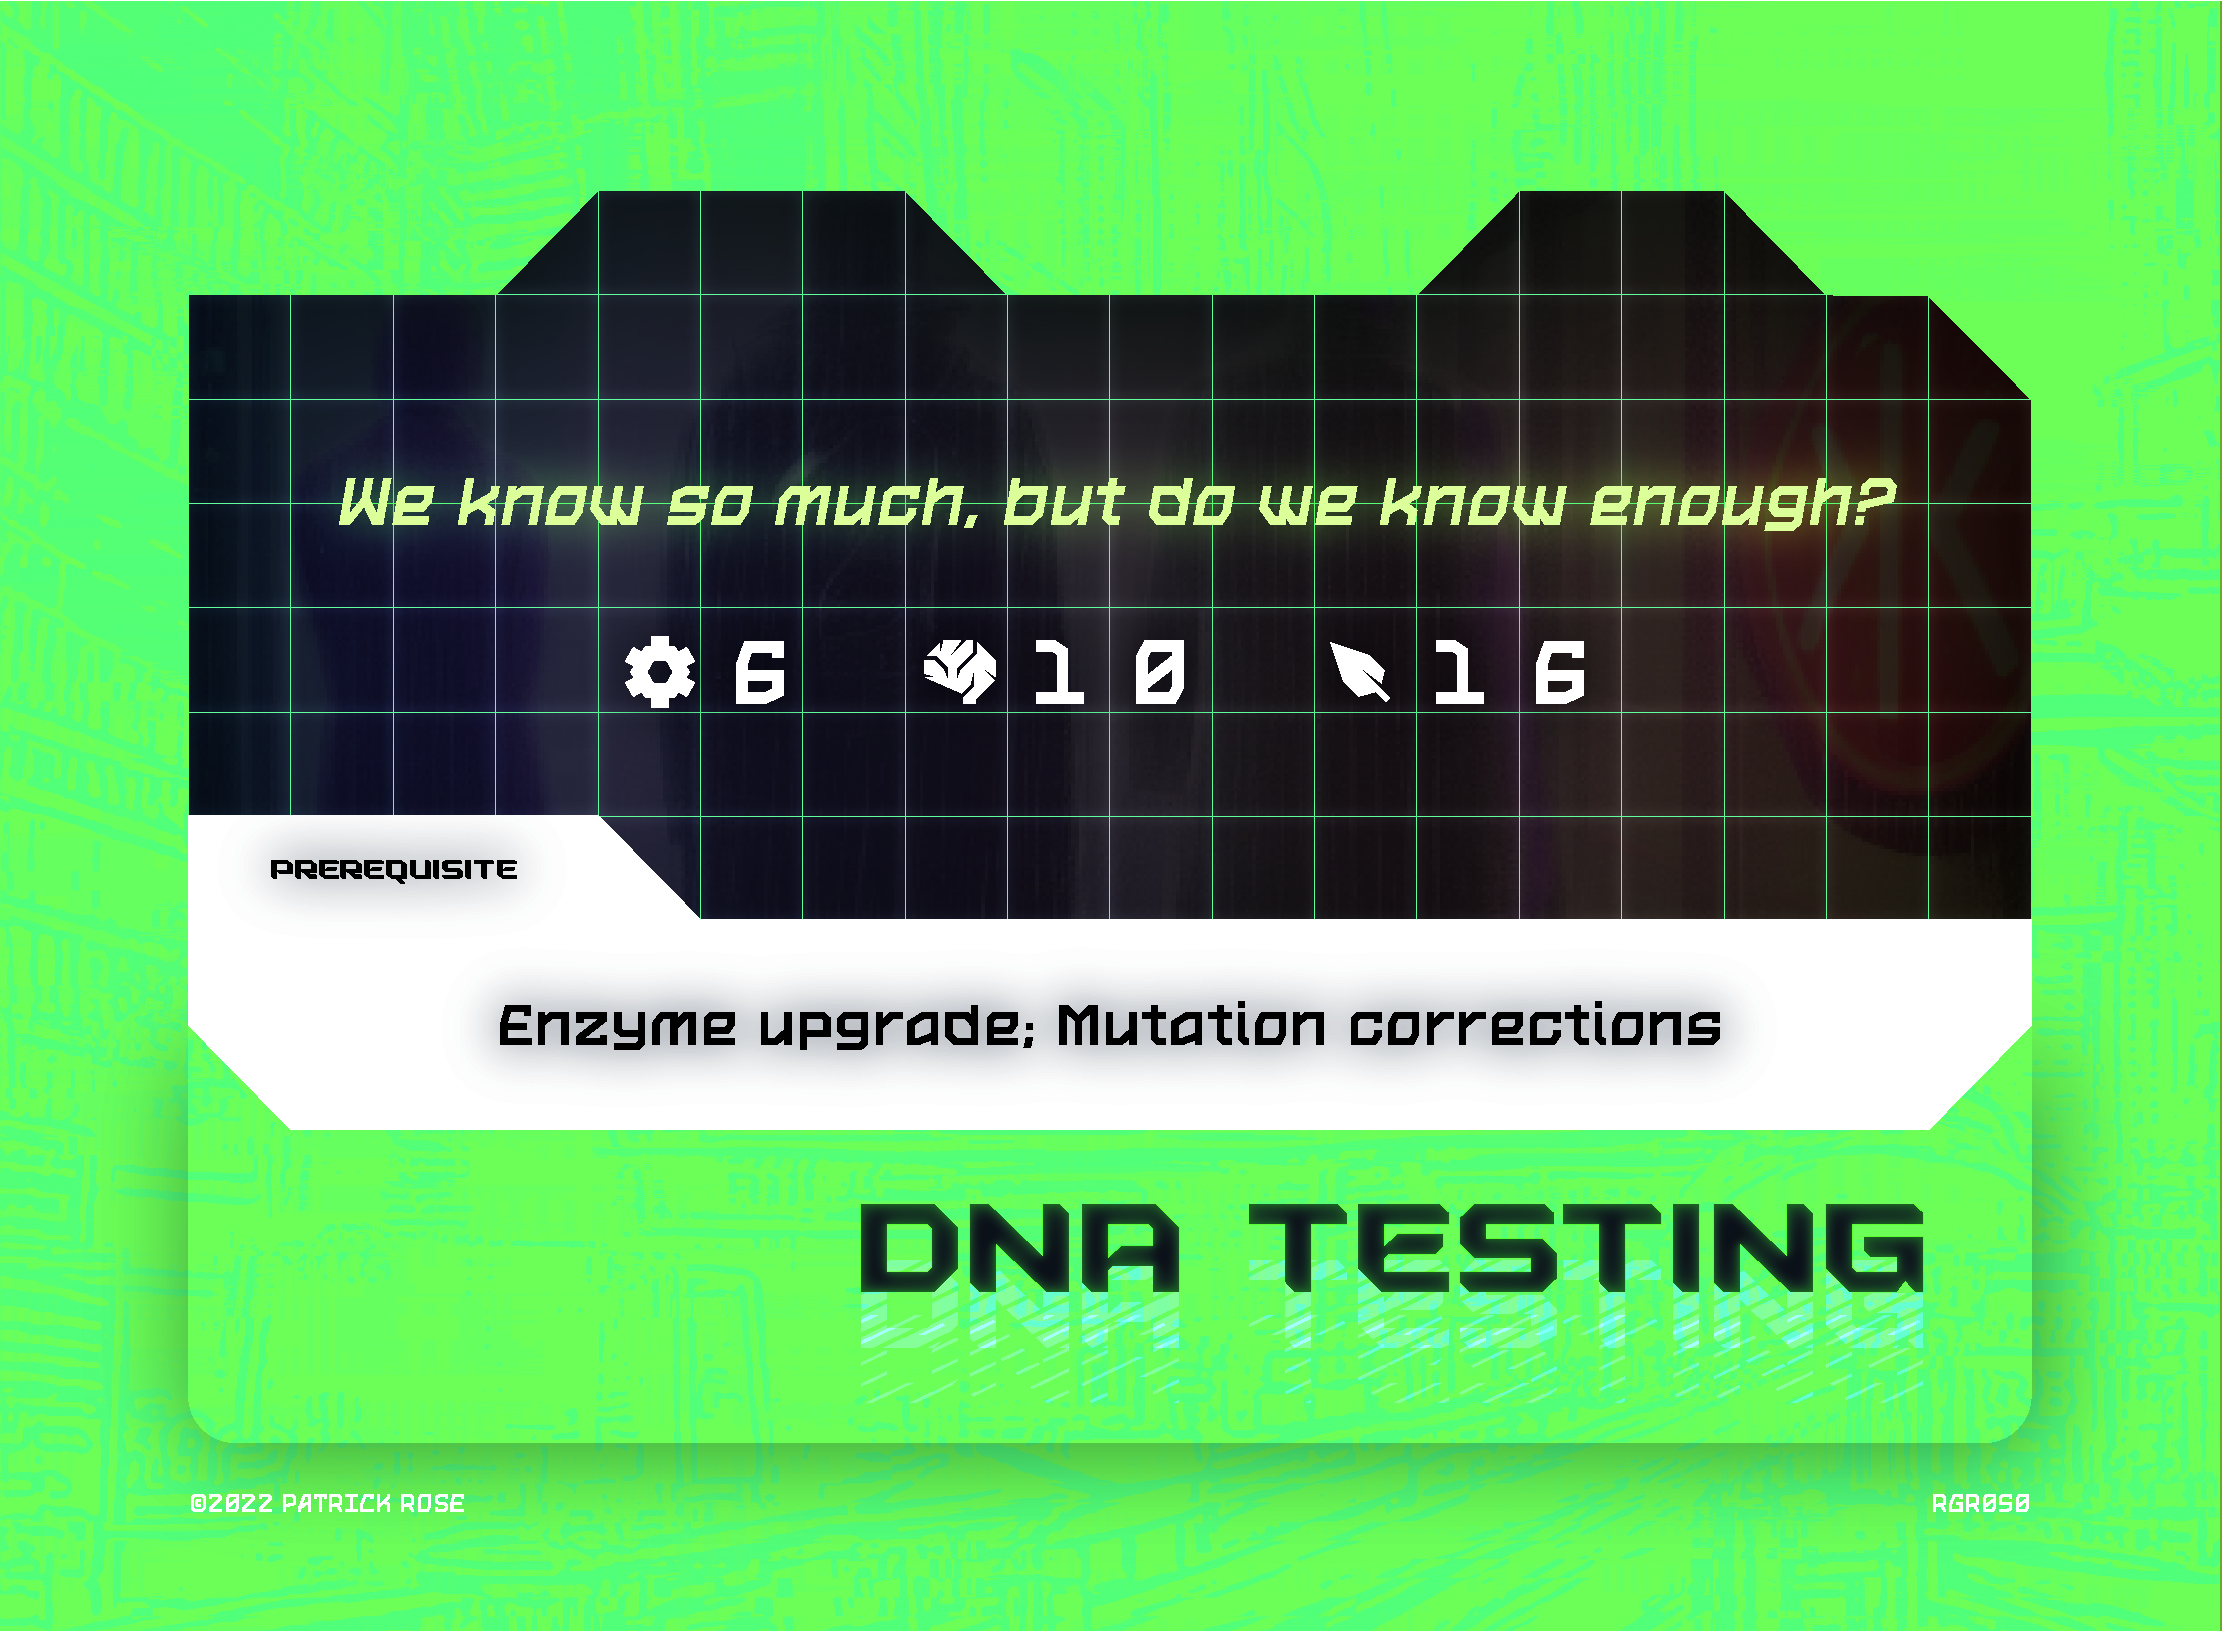 We know so much, but do we know enough?
6 10 16
PREREQUISITE
Enzyme upgrade; Mutation corrections
DNA TESTING
©2022 PATRICK ROSE
RGR050